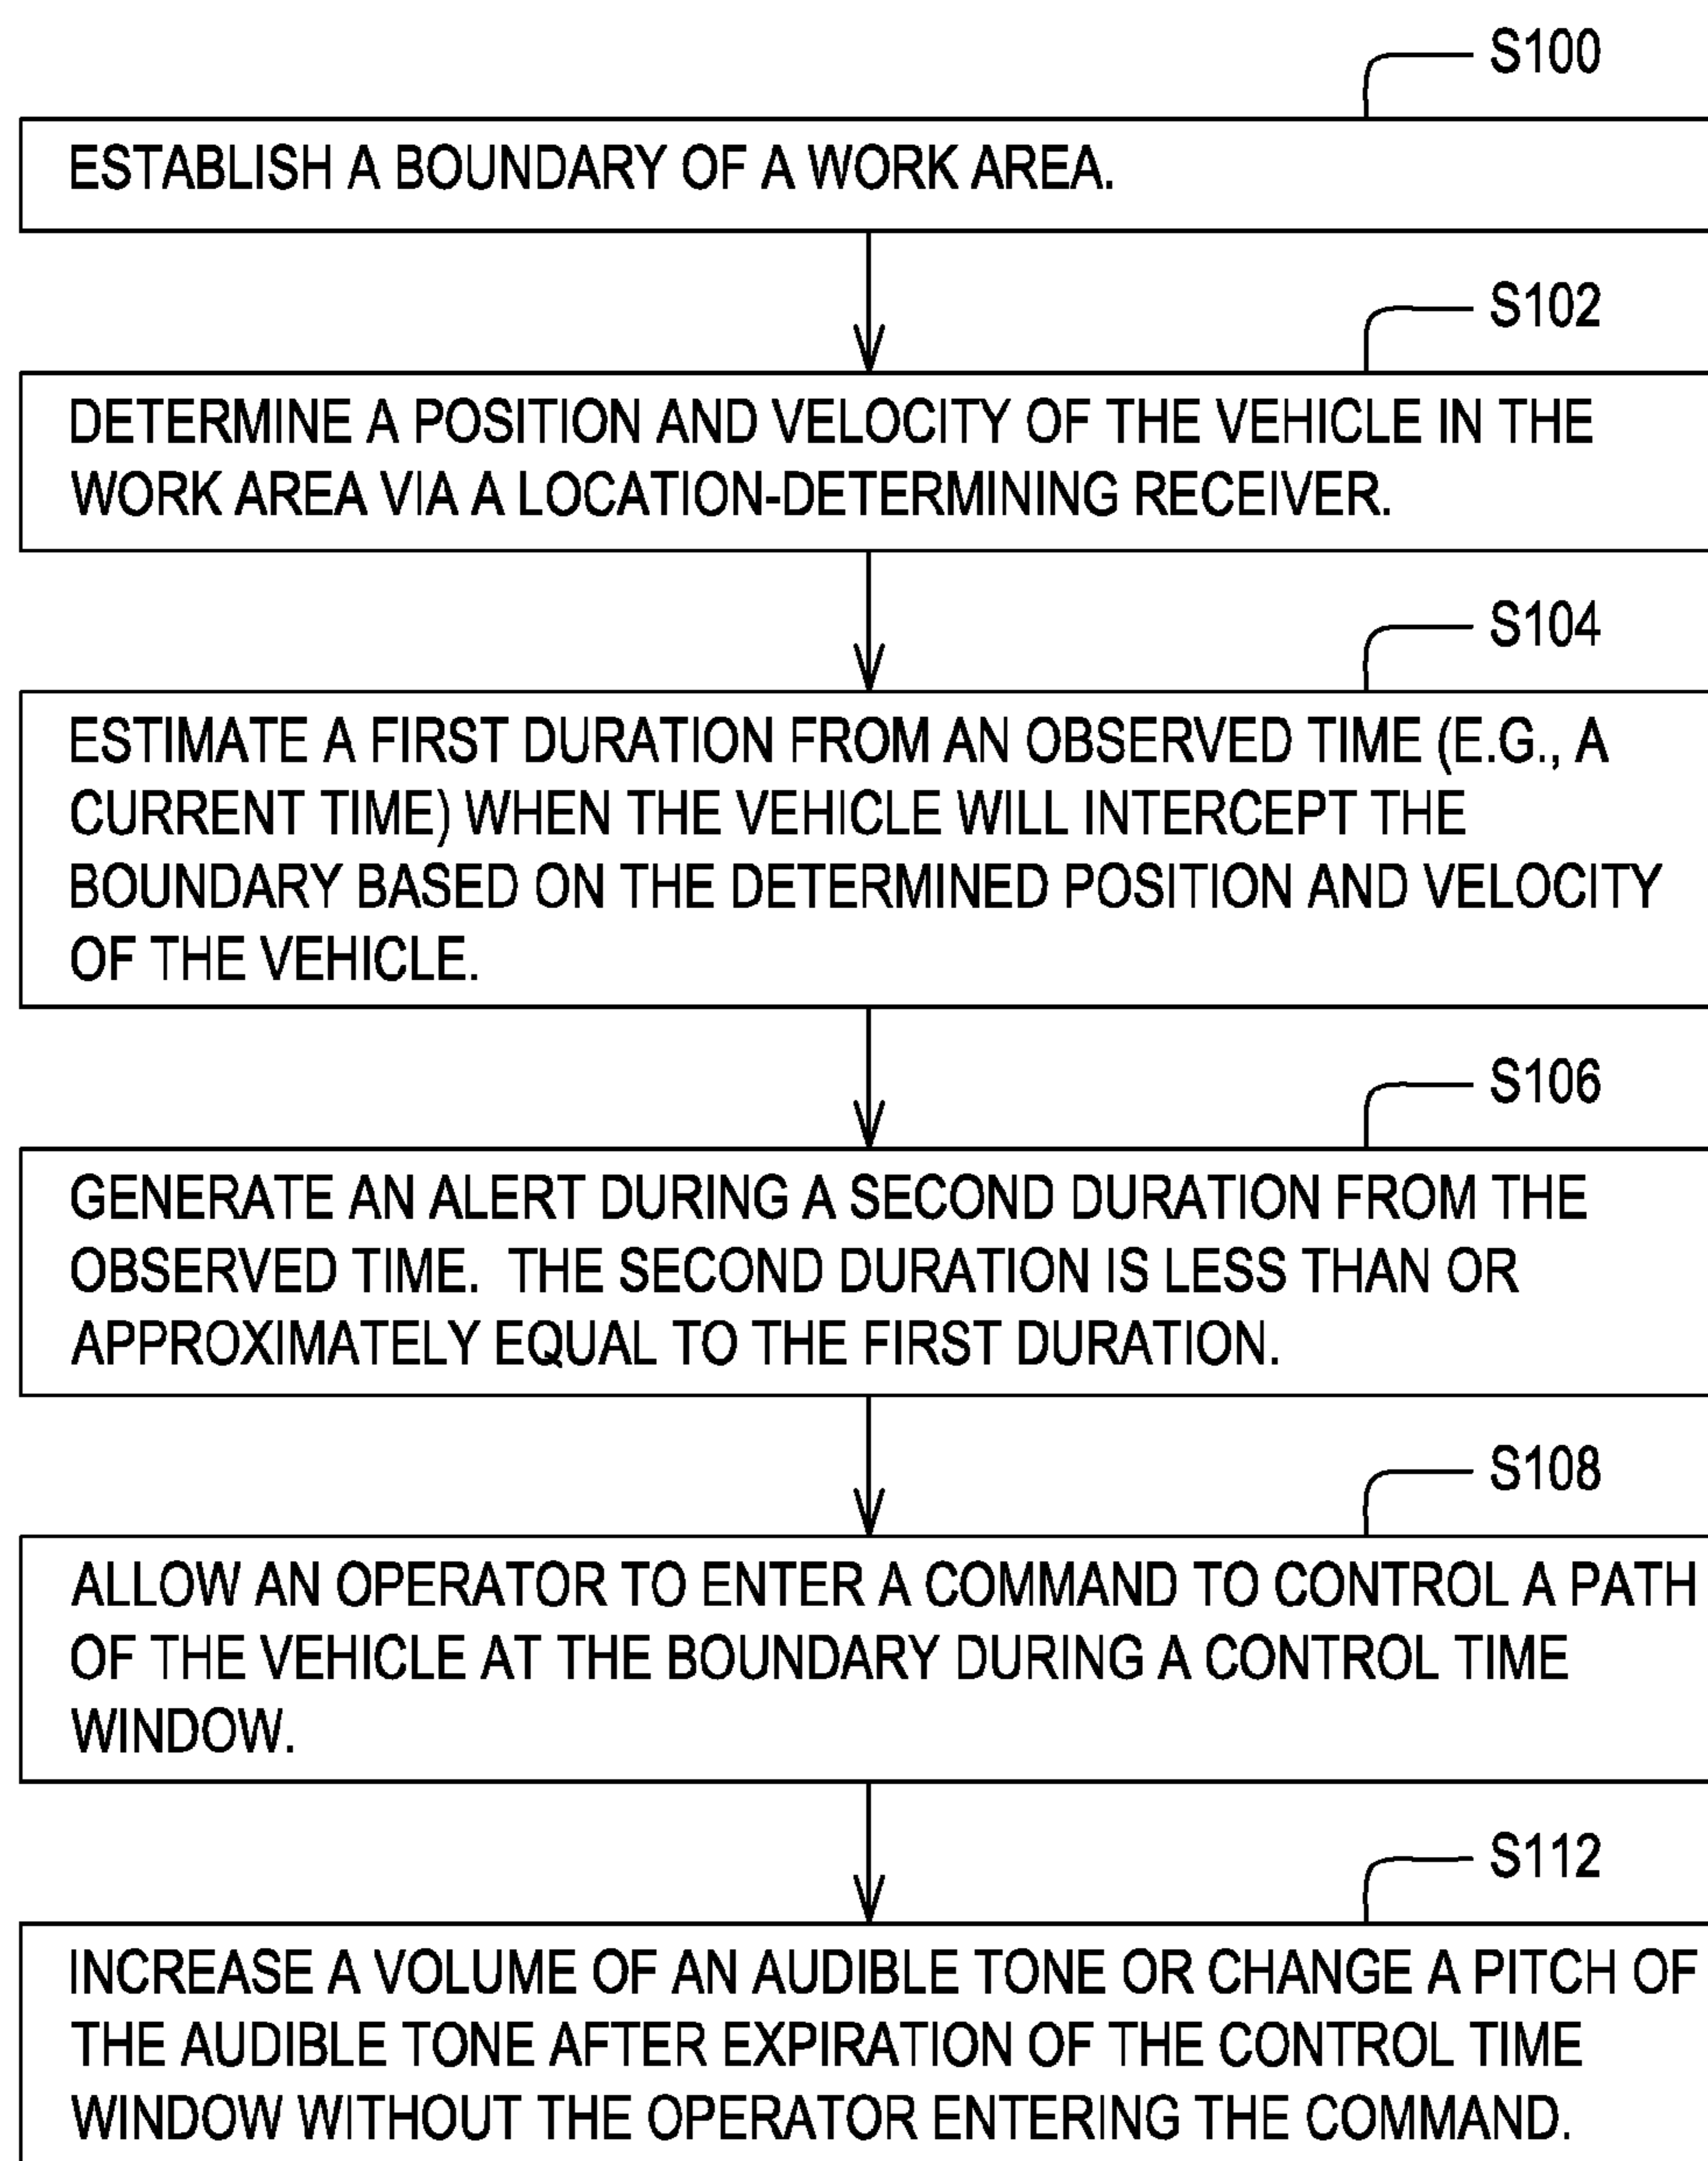 S100
ESTABLISH A BOUNDARY OF A WORK AREA.
S102
DETERMINE A POSITION AND VELOCITY OF THE VEHICLE IN THE
WORK AREA VIA A LOCATION-DETERMINING RECEIVER.
S104
ESTIMATE A FIRST DURATION FROM AN OBSERVED TIME (E.G., A
CURRENT TIME) WHEN THE VEHICLE WILL INTERCEPT THE
BOUNDARY BASED ON THE DETERMINED POSITION AND VELOCITY
OF THE VEHICLE.
S106
GENERATE AN ALERT DURING A SECOND DURATION FROM THE
OBSERVED TIME. THE SECOND DURATION IS LESS THAN OR
APPROXIMATELY EQUAL TO THE FIRST DURATION.
S108
ALLOW AN OPERATOR TO ENTER A COMMAND TO CONTROL A PATH
OF THE VEHICLE AT THE BOUNDARY DURING A CONTROL TIME
WINDOW.
S112
INCREASE A VOLUME OF AN AUDIBLE TONE OR CHANGE A PITCH OF
THE AUDIBLE TONE AFTER EXPIRATION OF THE CONTROL TIME
WINDOW WITHOUT THE OPERATOR ENTERING THE COMMAND.